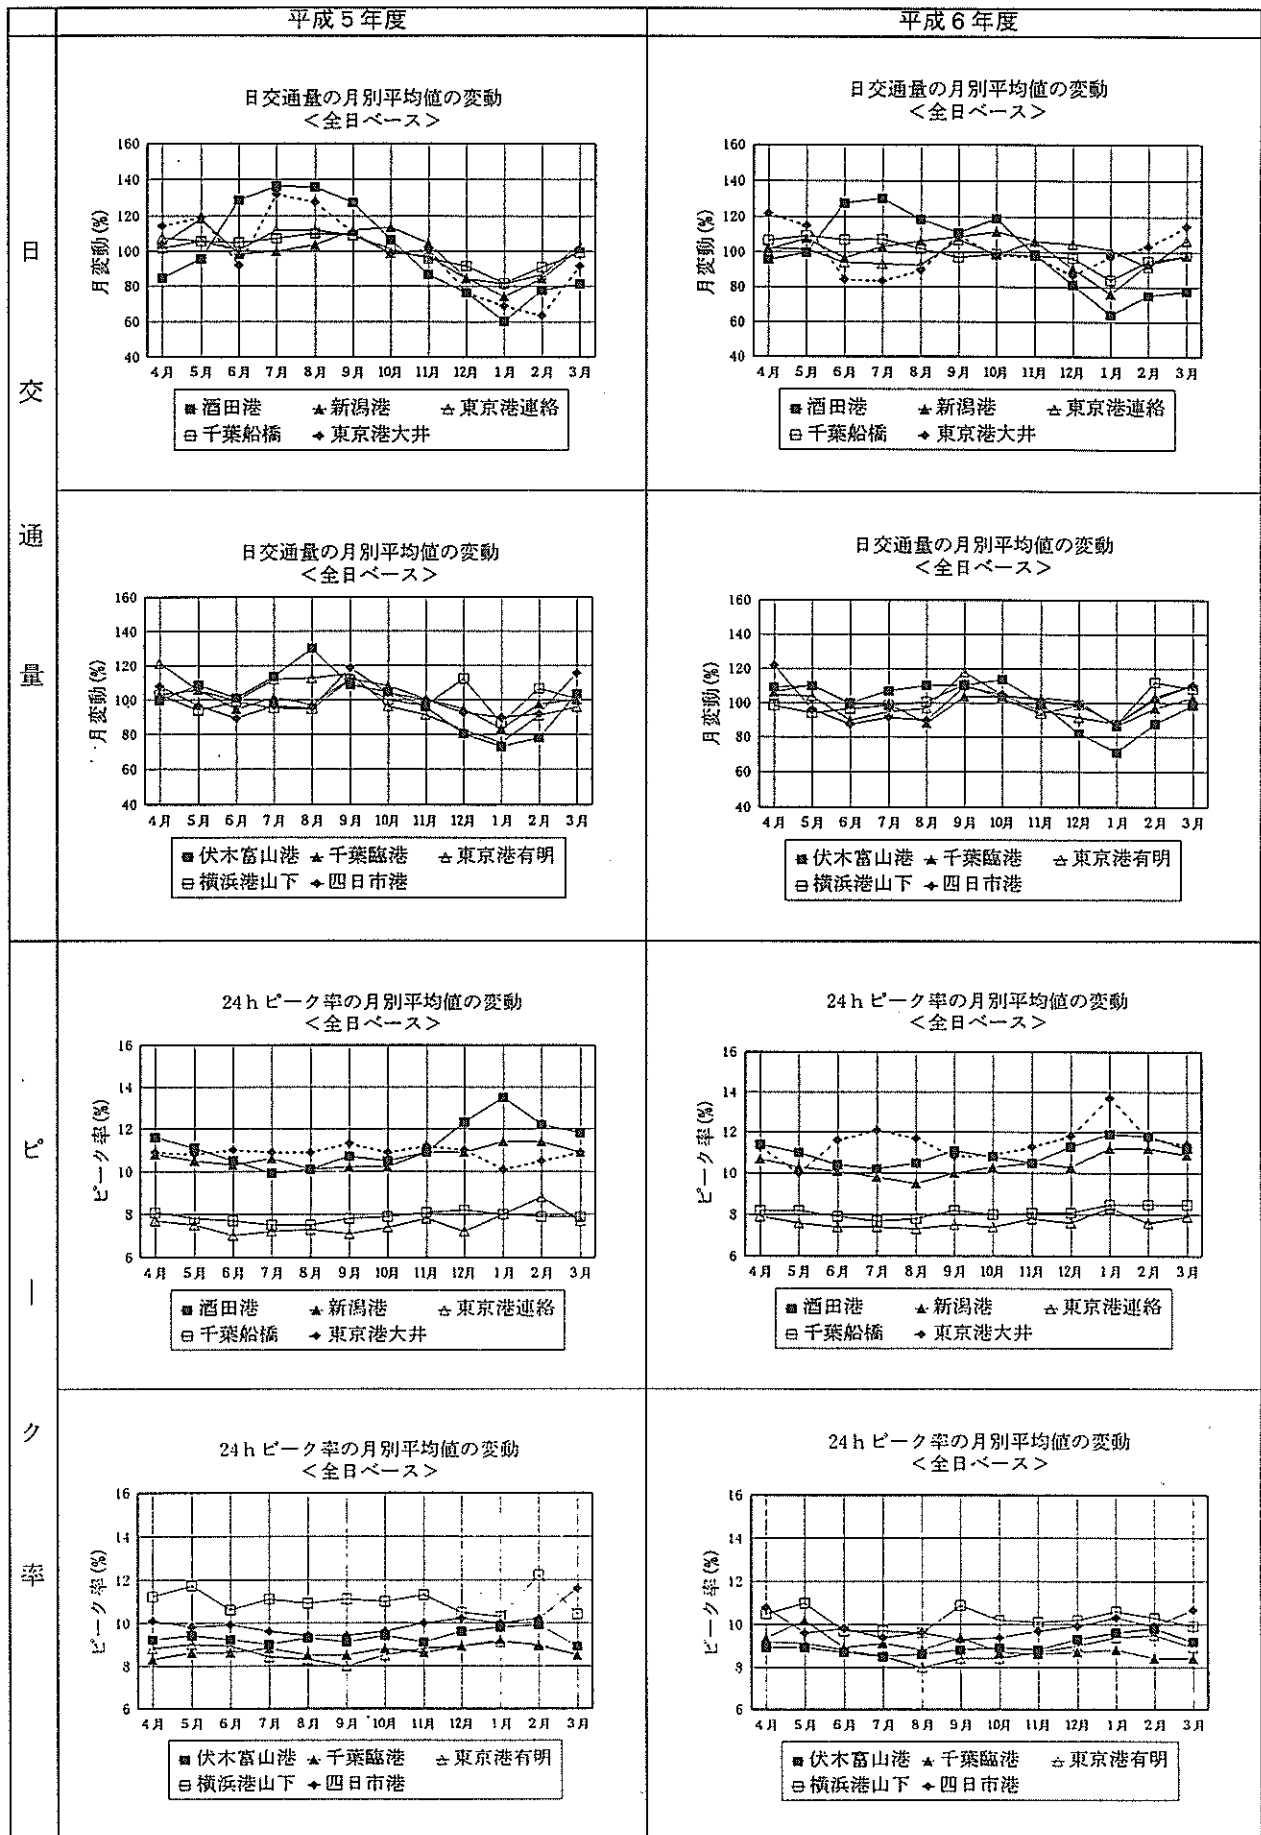 平成5年度
平成6年度
日交通量
日交通量の月別平均値の変動
<全日ベース>
月変動(%)
160
140
120
100
80
60
40
4月 5月 6月 7月 8月 9月 10月 11月 12月 1月 2月 3月
酒田港 新潟港 東京港連絡
千葉船橋 東京港大井
日交通量の月別平均値の変動
<全日ベース>
月変動(%)
160
140
120
100
80
60
40
4月 5月 6月 7月 8月 9月 10月 11月 12月 1月 2月 3月
酒田港 新潟港 東京港連絡
千葉船橋 東京港大井
日交通量の月別平均値の変動
<全日ベース>
月変動(%)
160
140
120
100
80
60
40
4月 5月 6月 7月 8月 9月 10月 11月 12月 1月 2月 3月
伏木富山港 千葉臨港 東京港有明
横浜港山下 四日市港
日交通量の月別平均値の変動
<全日ベース>
月変動(%)
160
140
120
100
80
60
40
4月 5月 6月 7月 8月 9月 10月 11月 12月 1月 2月 3月
伏木富山港 千葉臨港 東京港有明
横浜港山下 四日市港
ピーク率
24hピーク率の月別平均値の変動
<全日ベース>
ピーク率(%)
16
14
12
10
8
6
4月 5月 6月 7月 8月 9月 10月 11月 12月 1月 2月 3月
酒田港 新潟港 東京港連絡
千葉船橋 東京港大井
24hピーク率の月別平均値の変動
<全日ベース>
ピーク率(%)
16
14
12
10
8
6
4月 5月 6月 7月 8月 9月 10月 11月 12月 1月 2月 3月
酒田港 新潟港 東京港連絡
千葉船橋 東京港大井
24hピーク率の月別平均値の変動
<全日ベース>
ピーク率(%)
16
14
12
10
8
6
4月 5月 6月 7月 8月 9月 10月 11月 12月 1月 2月 3月
伏木富山港 千葉臨港 東京港有明
横浜港山下 四日市港
24hピーク率の月別平均値の変動
<全日ベース>
ピーク率(%)
16
14
12
10
8
6
4月 5月 6月 7月 8月 9月 10月 11月 12月 1月 2月 3月
伏木富山港 千葉臨港 東京港有明
横浜港山下 四日市港